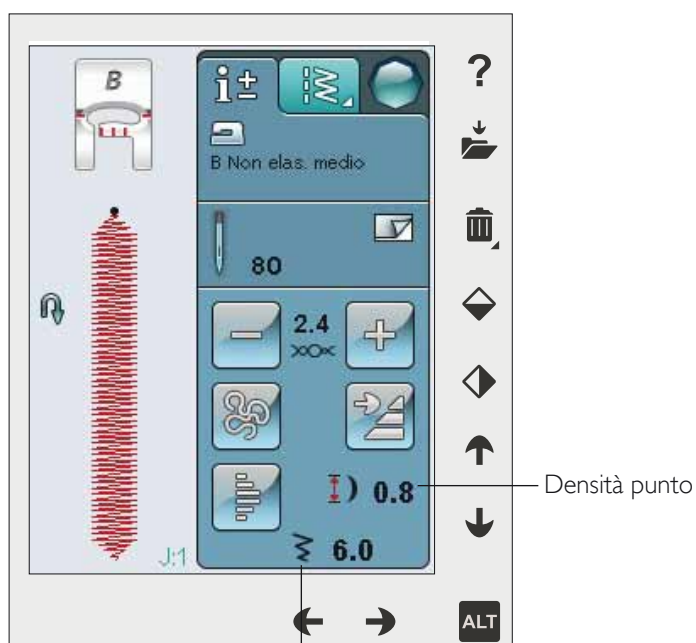 B
i±
?
B Non elas. medio
80
2.4
0.8
Densità punto
6.0
J:1
ALT